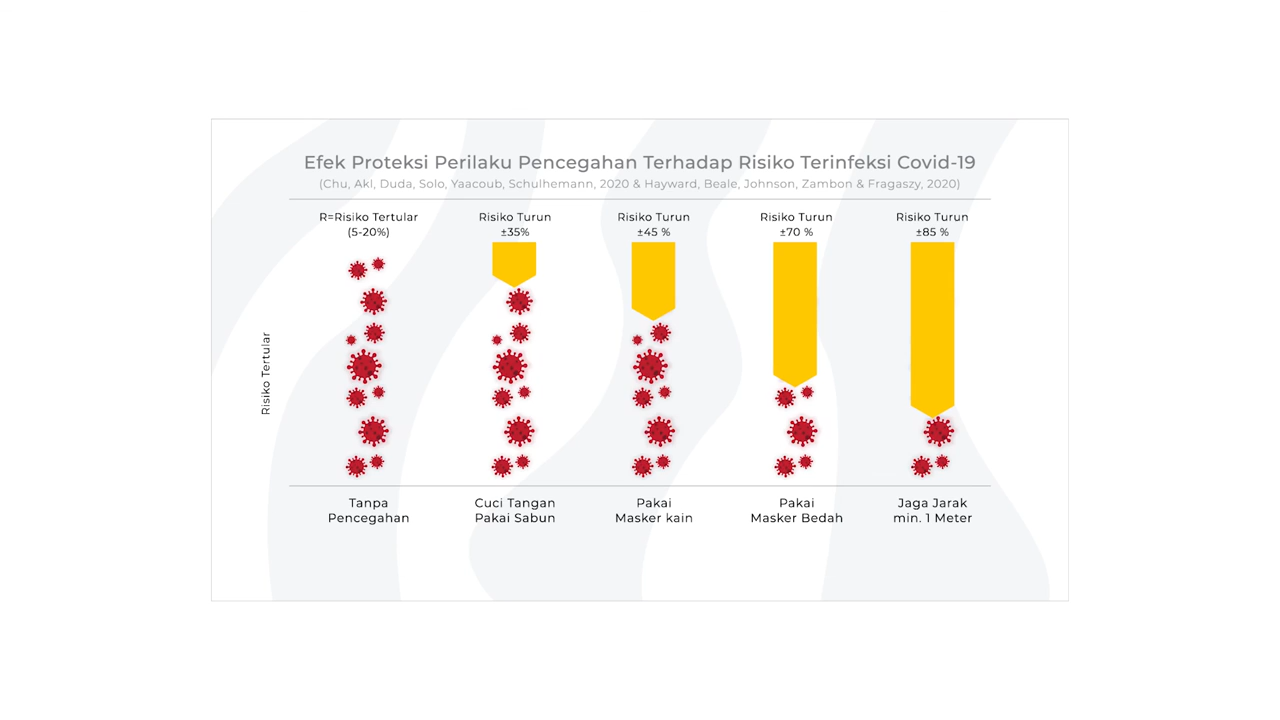 Efek Proteksi Perilaku Pencegahan Terhadap Risiko Terinfeksi Covid-19
(Chu, Akl, Duda, Solo, Yaacoub, Schulhemann, 2020 & Hayward, Beale, Johnson, Zambon & Fragaszy, 2020)
R=Risiko Tertular
(5-20%)
Risiko Turun
±35%
Risiko Turun
±45 %
Risiko Turun
±70 %
Risiko Turun
±85 %
Risiko Tertular
Tanpa
Pencegahan
Cuci Tangan
Pakai Sabun
Pakai
Masker kain
Pakai
Masker Bedah
Jaga Jarak
min. 1 Meter